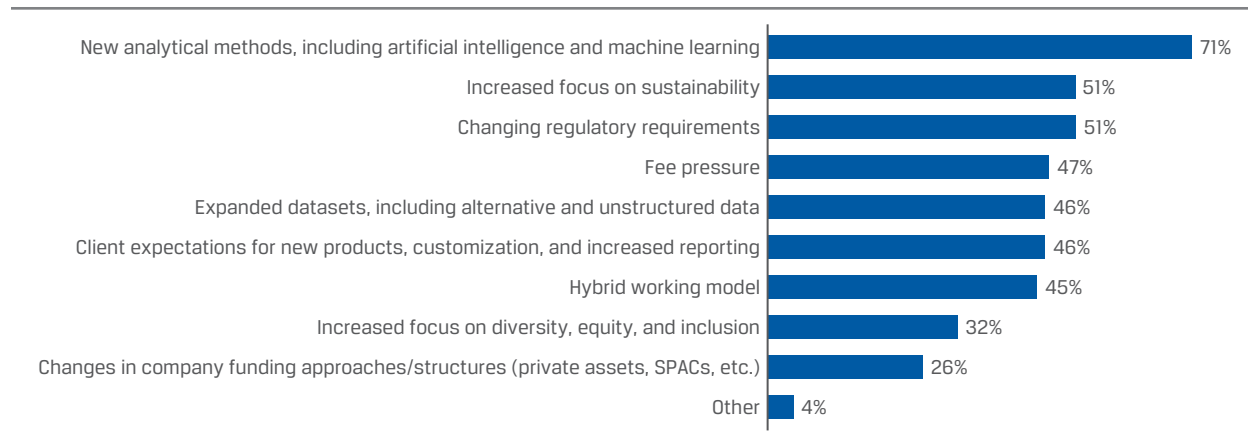 New analytical methods, including artificial intelligence and machine learning 71%
Increased focus on sustainability 51%
Changing regulatory requirements 51%
Fee pressure 47%
Expanded datasets, including alternative and unstructured data 46%
Client expectations for new products, customization, and increased reporting 46%
Hybrid working model 45%
Increased focus on diversity, equity, and inclusion 32%
Changes in company funding approaches/structures (private assets, SPACs, etc.) 26%
Other 4%